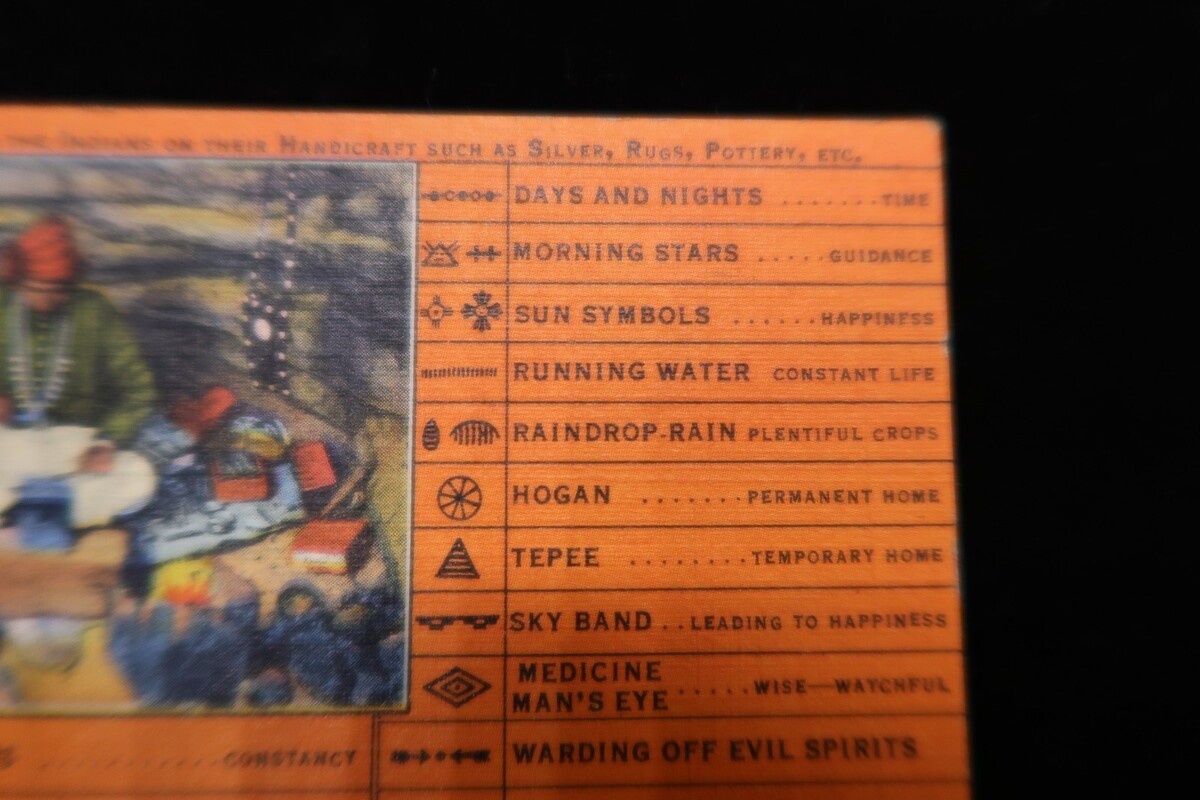 THE INDIANS ON THEIR HANDICRAFT SUCH AS SILVER, RUGS, POTTERY, ETC.
DAYS AND NIGHTS .......TIME
MORNING STARS .....GUIDANCE
SUN SYMBOLS ......HAPPINESS
RUNNING WATER CONSTANT LIFE
RAINDROP-RAIN PLENTIFUL CROPS
HOGAN .......PERMANENT HOME
TEPEE ........TEMPORARY HOME
SKY BAND ..LEADING TO HAPPINESS
MEDICINE
MAN'S EYE .....WISE—WATCHFUL
S ............CONSTANCY
WARDING OFF EVIL SPIRITS